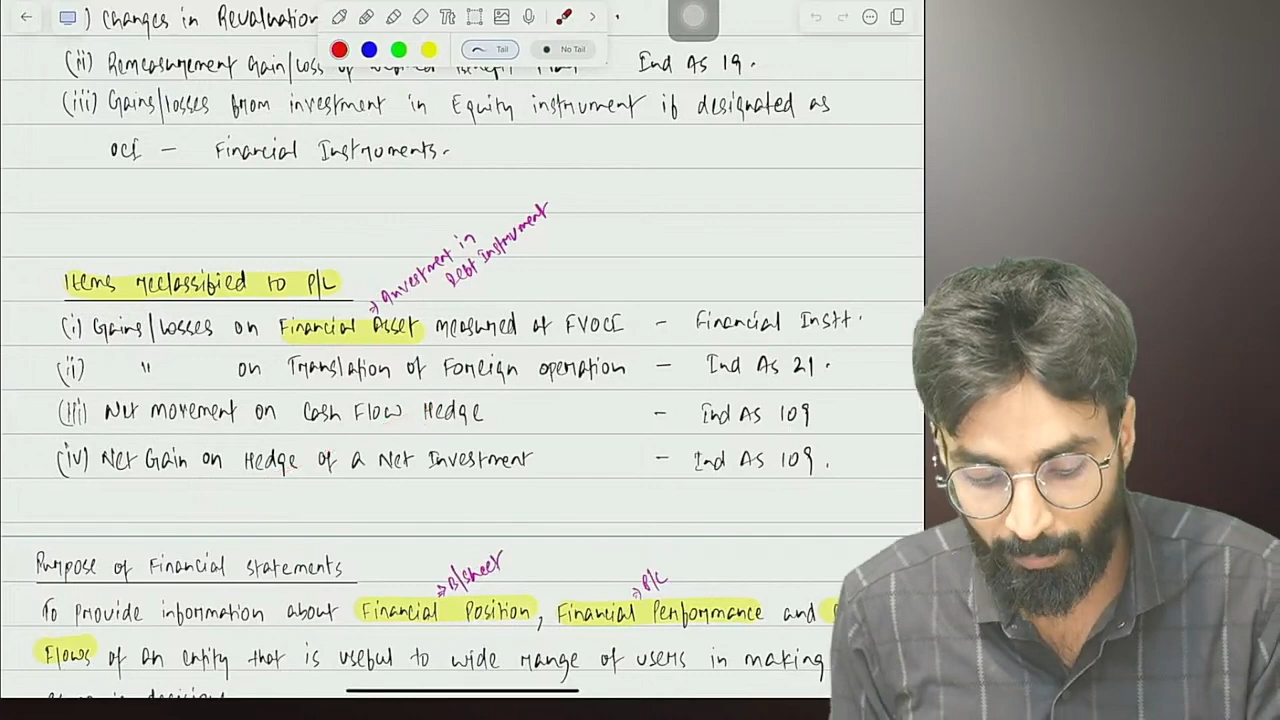 ) Changes in Revaluation
Tail
No Tail
(ii) Remeasurement Gain/Loss Ind As 19.
(iii) Gains/losses from investment in Equity instrument if designated as
OCI - Financial Instruments.
→ Investment in
Debt Instrument
Items reclassified to P/L
(i) Gains/losses on Financial Asset measured at FVOCI - Financial Instt.
(ii) " on Translation of Foreign operation - Ind As 21.
(iii) Net movement on Cash Flow Hedge - Ind AS 109
(iv) Net Gain on Hedge of a Net Investment - Ind AS 109.
Purpose of Financial statements
→ B/sheet
→ P/L
To Provide information about Financial Position, Financial Performance and
Flows of an entity that is useful to wide range of users in making